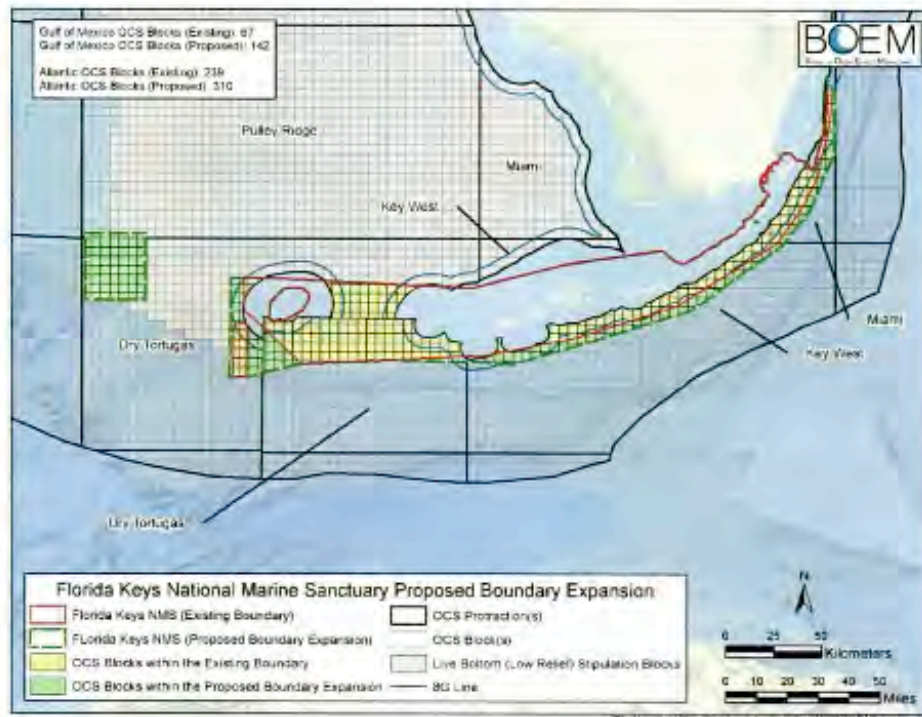 Gulf of Mexico OCS Blocks (Existing): 67
Gulf of Mexico OCS Blocks (Proposed): 142
Atlantic OCS Blocks (Existing): 239
Atlantic OCS Blocks (Proposed): 310
BOEM
Pulley Ridge
Miami
Key West
Dry Tortugas
Miami
Key West
Dry Tortugas
Florida Keys National Marine Sanctuary Proposed Boundary Expansion
Florida Keys NMS (Existing Boundary)
FLorida Keys NMS (Proposed Boundary Expansion)
OCS Blocks within the Existing Boundary
OCS Blocks within the Proposed Boundary Expansion
OCS Protraction(s)
OCS Block(s)
Live Bottom (Low Relief) Stipulation Blocks
8G Line
N
0 25 50
Kilometers
0 10 20 30 40 50
Miles